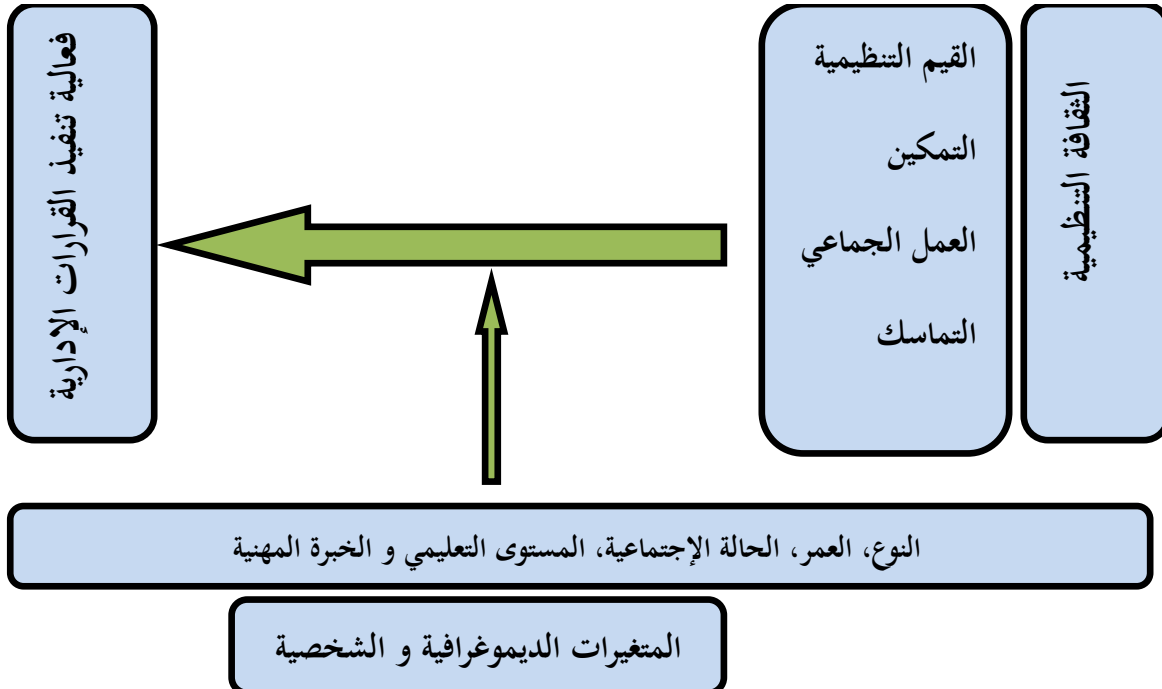 الثقافة التنظيمية
القيم التنظيمية
التمكين
العمل الجماعي
التماسك
فعالية تنفيذ القرارات الإدارية
النوع، العمر، الحالة الإجتماعية، المستوى التعليمي و الخبرة المهنية
المتغيرات الديموغرافية و الشخصية